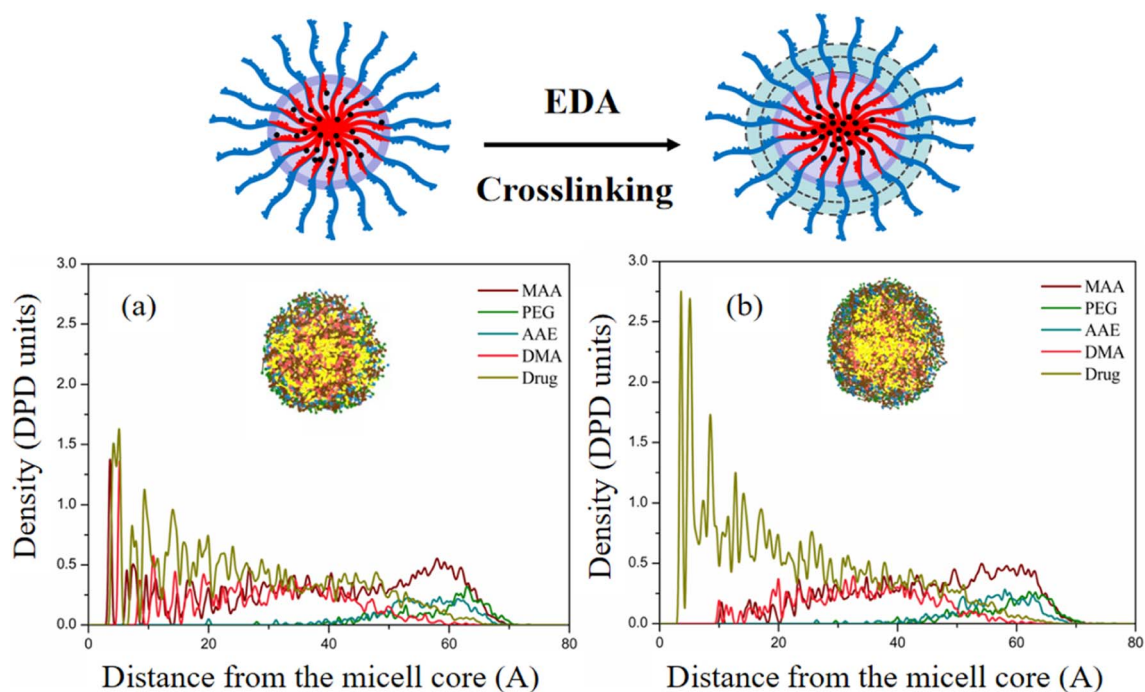 EDA
Crosslinking
3.0
2.5
2.0
1.5
1.0
0.5
0.0
Density (DPD units)
(a)
MAA
PEG
AAE
DMA
Drug
0 20 40 60 80
Distance from the micell core (A)
3.0
2.5
2.0
1.5
1.0
0.5
0.0
Density (DPD units)
(b)
MAA
PEG
AAE
DMA
Drug
0 20 40 60 80
Distance from the micell core (A)